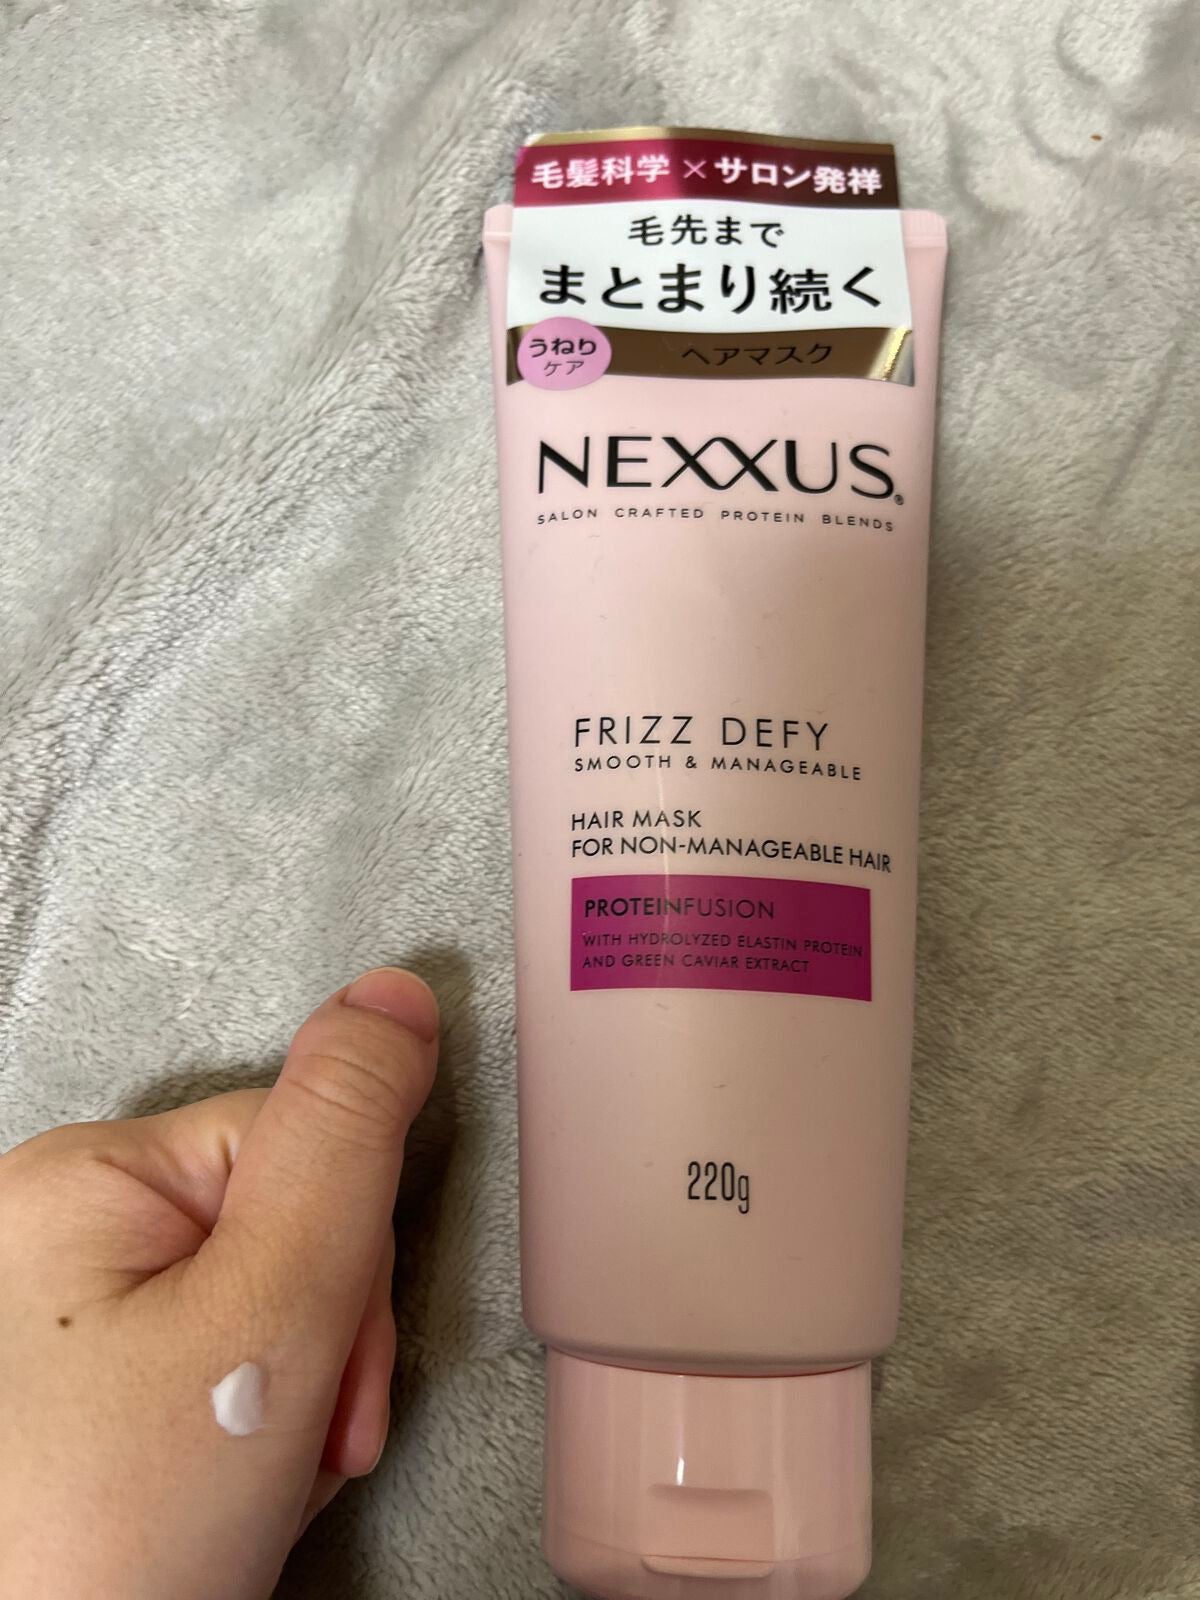 毛髪科学×サロン発祥
毛先まで
まとまり続く
うねり
ケア
ヘアマスク
NEXXUS®
SALON CRAFTED PROTEIN BLENDS
FRIZZ DEFY
SMOOTH & MANAGEABLE
HAIR MASK
FOR NON-MANAGEABLE HAIR
PROTEINFUSION
WITH HYDROLYZED ELASTIN PROTEIN
AND GREEN CAVIAR EXTRACT
220g